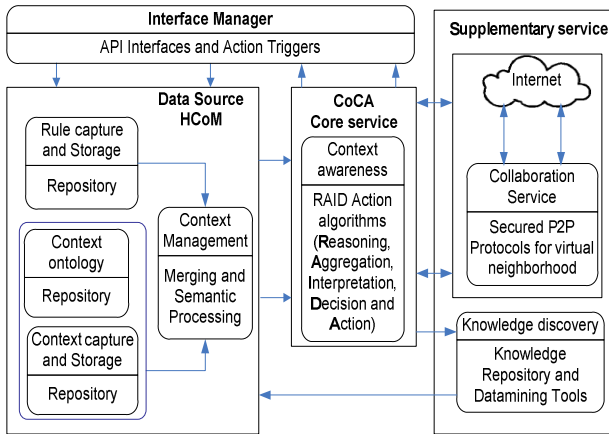 Interface Manager
API Interfaces and Action Triggers
Data Source
HCoM
Rule capture
and Storage
Repository
Context
ontology
Repository
Context capture
and Storage
Repository
Context
Management
Merging and
Semantic
Processing
CoCA
Core service
Context
awareness
RAID Action
algorithms
(Reasoning,
Aggregation,
Interpretation,
Decision and
Action)
Supplementary service
Internet
Collaboration
Service
Secured P2P
Protocols for virtual
neighborhood
Knowledge discovery
Knowledge
Repository and
Datamining Tools